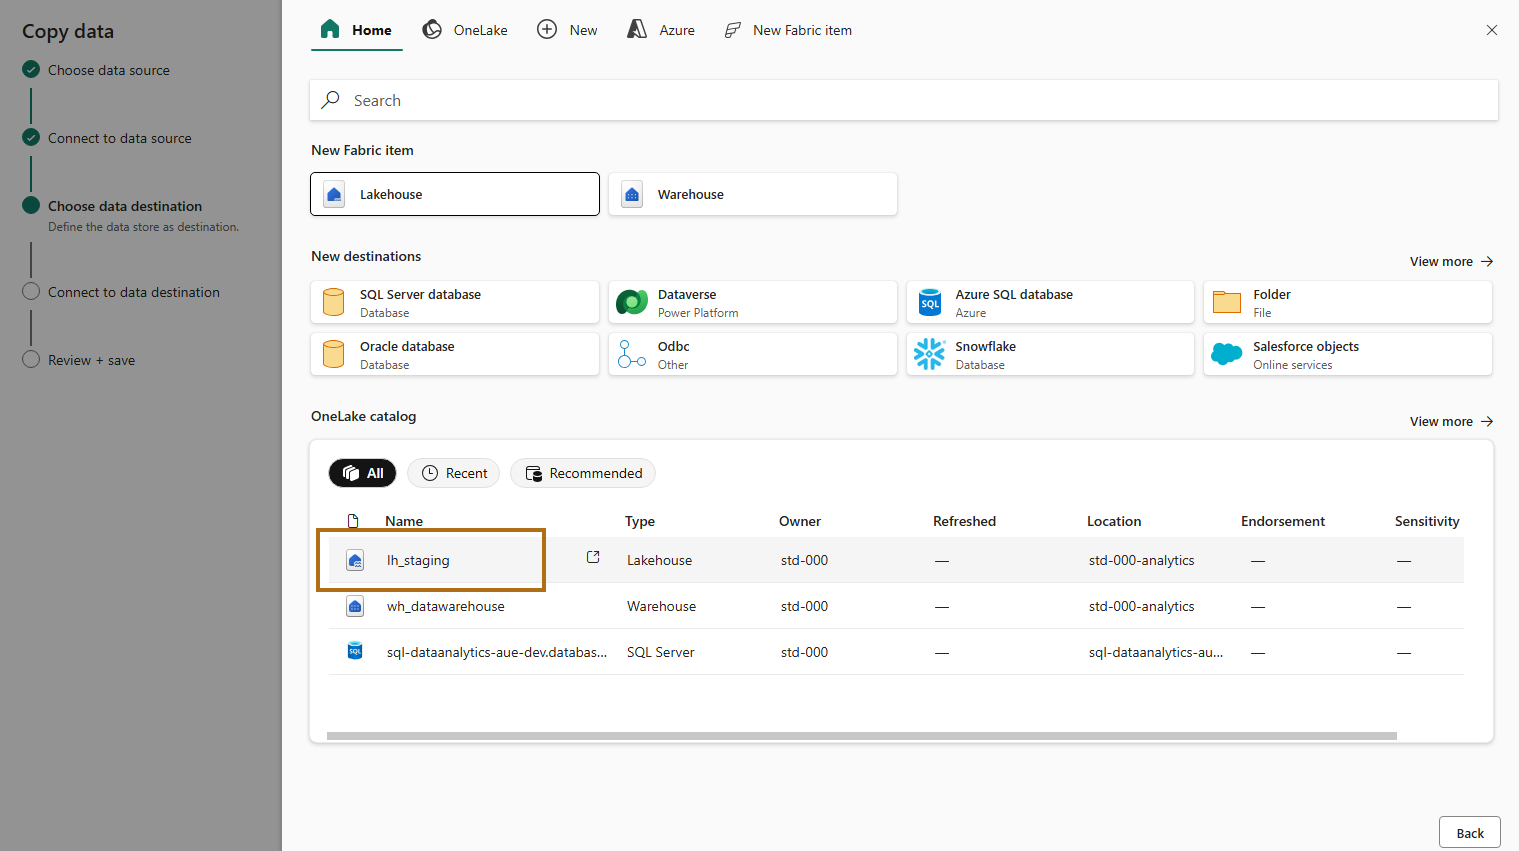 Copy data
Choose data source
Connect to data source
Choose data destination
Define the data store as destination.
Connect to data destination
Review + save
Home OneLake New Azure New Fabric item
Search
New Fabric item
Lakehouse Warehouse
New destinations View more
SQL Server database Dataverse Azure SQL database Folder
Database Power Platform Azure File
Oracle database Odbc Snowflake Salesforce objects
Database Other Database Online services
OneLake catalog View more
All Recent Recommended
Name Type Owner Refreshed Location Endorsement Sensitivity
lh_staging Lakehouse std-000 — std-000-analytics — —
wh_datawarehouse Warehouse std-000 — std-000-analytics — —
SQL sql-dataanalytics-aue-dev.databas... SQL Server std-000 — sql-dataanalytics-au... — —
Back